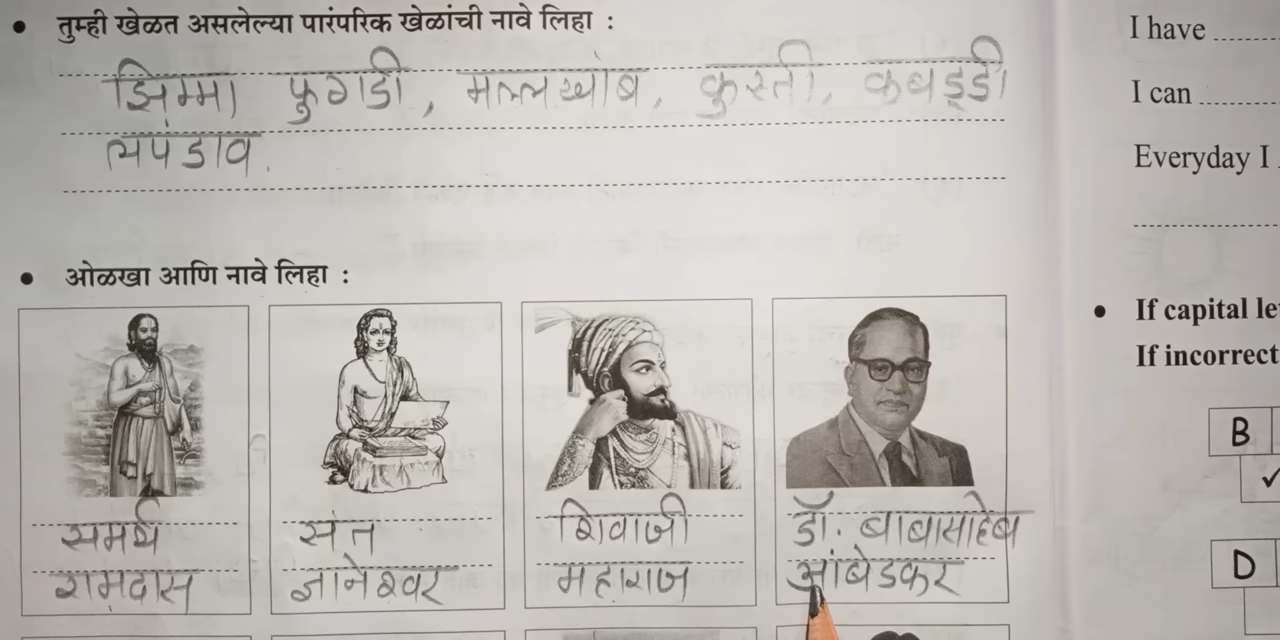 • तुम्ही खेळत असलेल्या पारंपरिक खेळांची नावे लिहा :
झिम्मा फुगडी, मल्लखांब, कुस्ती, कबड्डी
लपंडाव.
• ओळखा आणि नावे लिहा :
समर्थ
रामदास
संत
ज्ञानेश्वर
शिवाजी
महाराज
डॉ. बाबासाहेब
आंबेडकर
I have
I can
Everyday I
• If capital le
If incorrect
B
✓
D